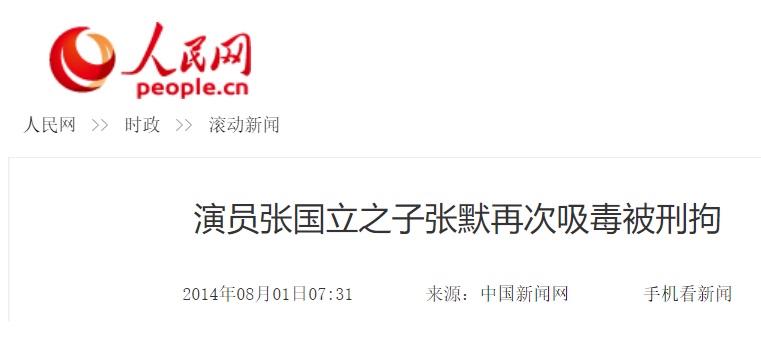 人民网
people.cn
人民网 >> 时政 >> 滚动新闻
演员张国立之子张默再次吸毒被刑拘
2014年08月01日07:31 来源：中国新闻网 手机看新闻